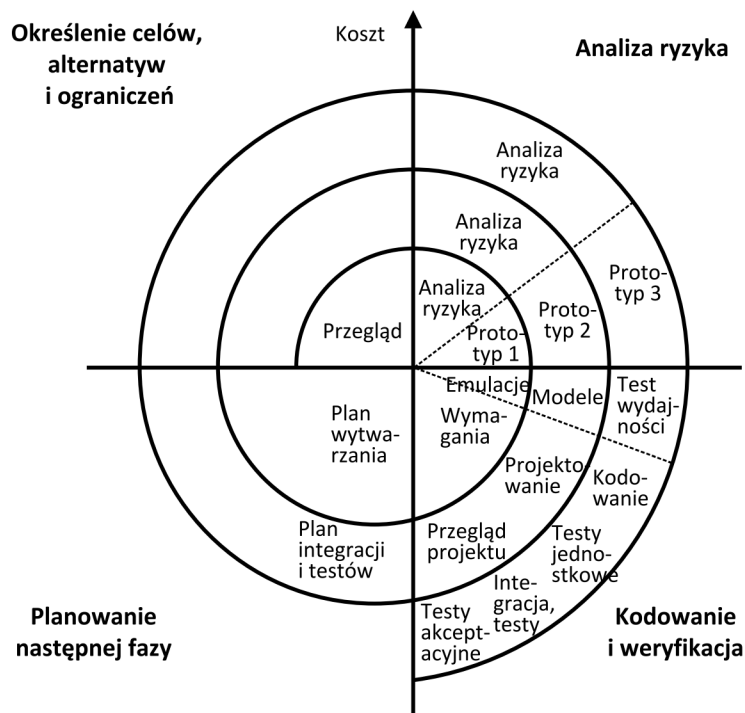 Określenie celów,
alternatyw
i ograniczeń
Koszt
Analiza ryzyka
Analiza
ryzyka
Analiza
ryzyka
Analiza
ryzyka
Proto-
typ 3
Proto-
typ 2
Proto-
typ 1
Przegląd
Emulacje
Modele
Test
wydaj-
ności
Wyma-
gania
Plan
wytwa-
rzania
Projekto-
wanie
Kodo-
wanie
Plan
integracji
i testów
Przegląd
projektu
Testy
jedno-
stkowe
Inte-
gracja,
testy
Testy
akcept-
acyjne
Planowanie
następnej fazy
Kodowanie
i weryfikacja